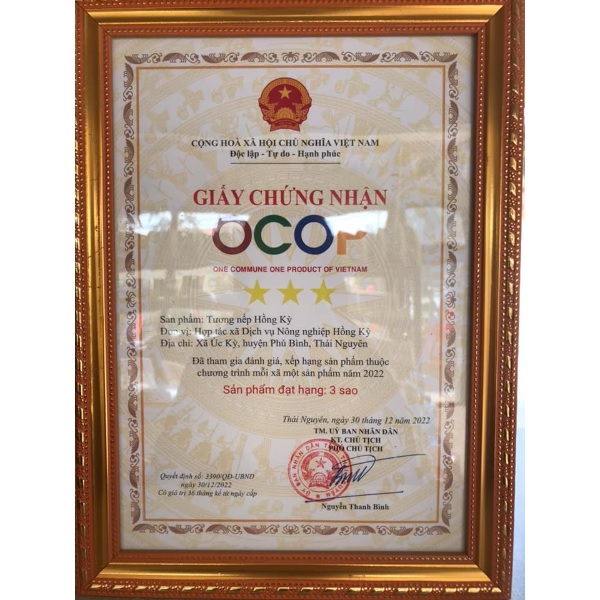 CỘNG HOÀ XÃ HỘI CHỦ NGHĨA VIỆT NAM
Độc lập - Tự do - Hạnh phúc
GIẤY CHỨNG NHẬN
OCOP
ONE COMMUNE ONE PRODUCT OF VIETNAM
Sản phẩm: Tương nếp Hồng Kỳ
Đơn vị: Hợp tác xã Dịch vụ Nông nghiệp Hồng Kỳ
Địa chỉ: Xã Úc Kỳ, huyện Phú Bình, Thái Nguyên
Đã tham gia đánh giá, xếp hạng sản phẩm thuộc
chương trình mỗi xã một sản phẩm năm 2022
Sản phẩm đạt hạng: 3 sao
Thái Nguyên, ngày 30 tháng 12 năm 2022
TM. UỶ BAN NHÂN DÂN
KT. CHỦ TỊCH
PHÓ CHỦ TỊCH
Quyết định số: 3390/QĐ-UBND
ngày 30/12/2022
Có giá trị 36 tháng kể từ ngày cấp
Nguyễn Thanh Bình